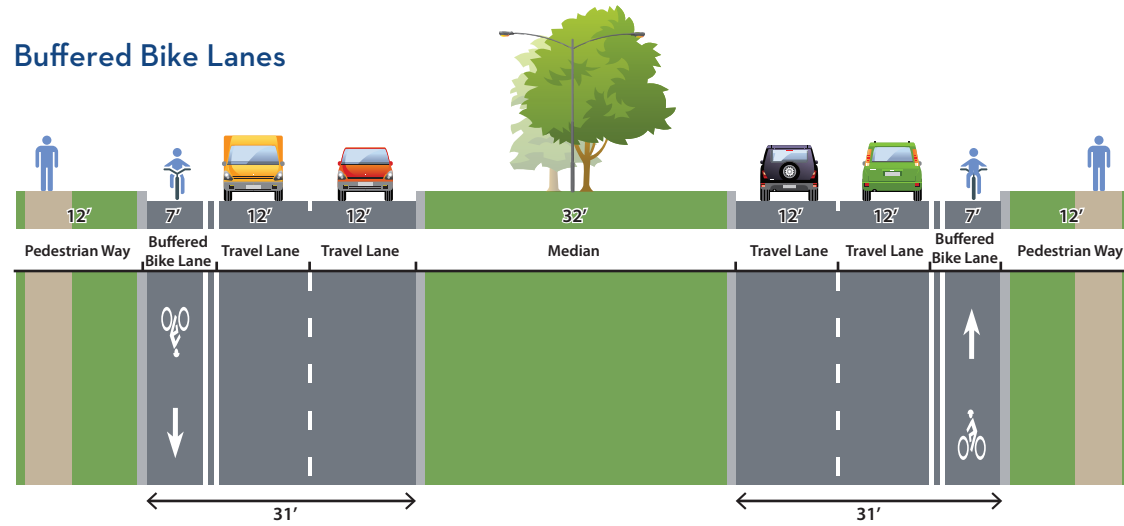 Buffered Bike Lanes
12’ 7’ 12’ 12’ 32’ 12’ 12’ 7’ 12’
Pedestrian Way Buffered Bike Lane Travel Lane Travel Lane Median Travel Lane Travel Lane Buffered Bike Lane Pedestrian Way
31’ 31’